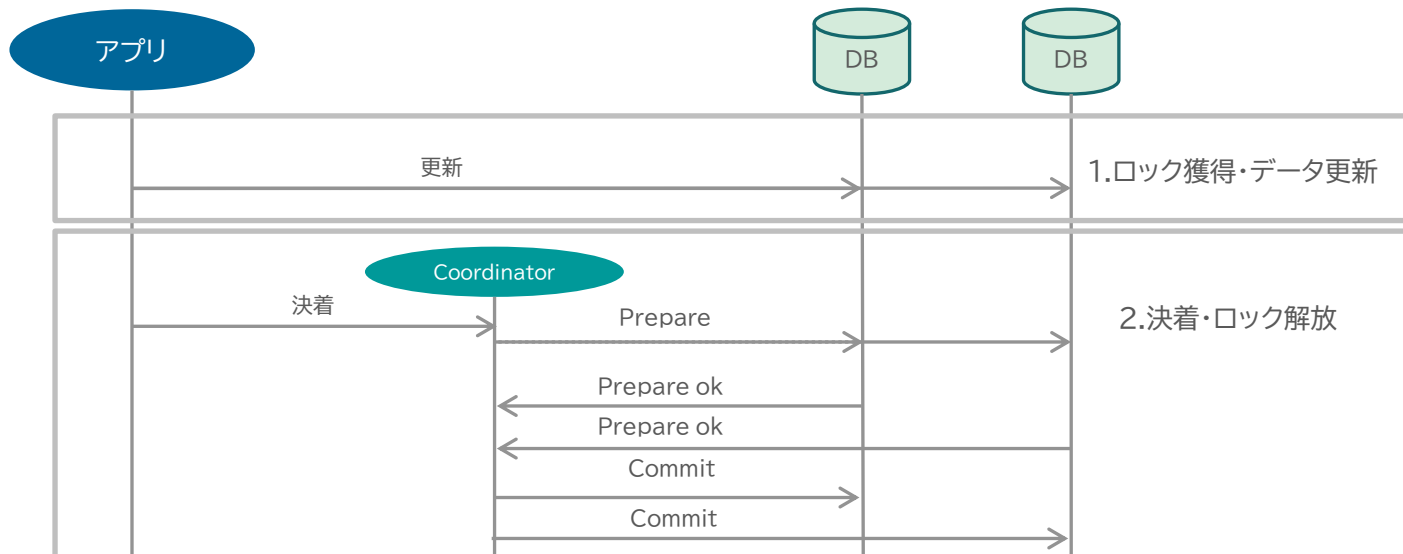 アプリ
DB
DB
更新
1.ロック獲得・データ更新
Coordinator
決着
Prepare
2.決着・ロック解放
Prepare ok
Prepare ok
Commit
Commit